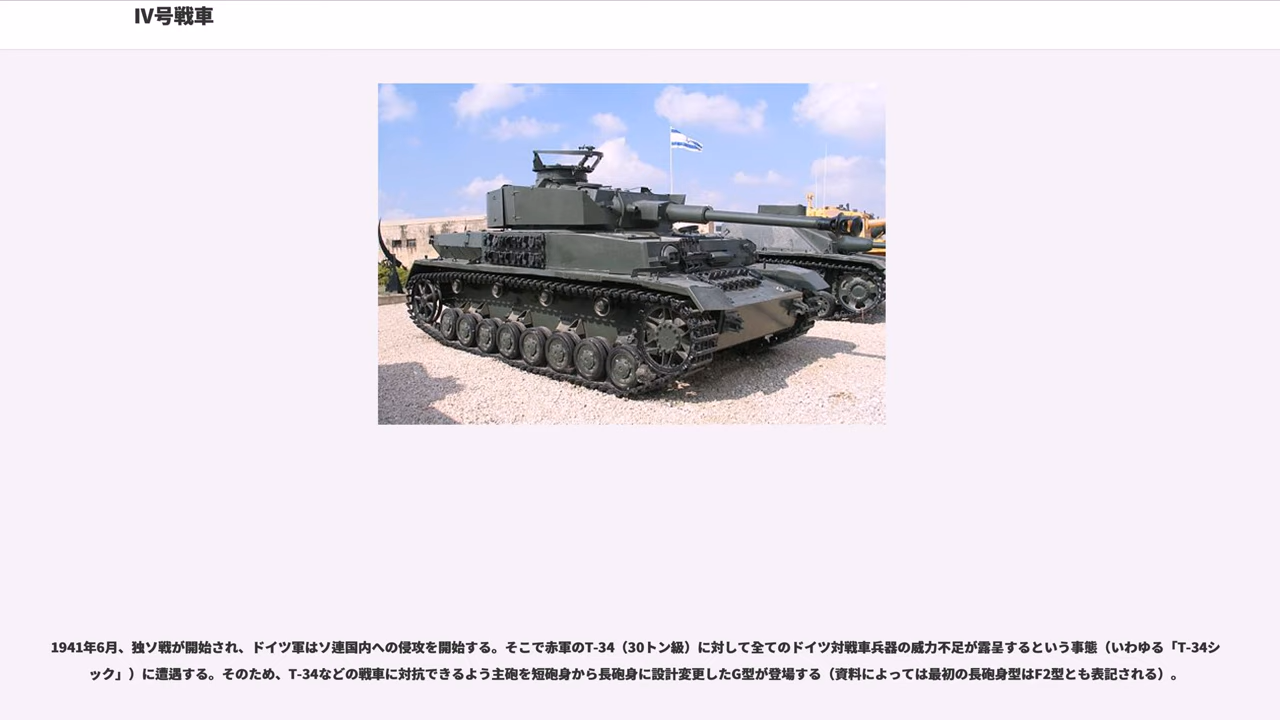 Ⅳ号戦車
1941年6月、独ソ戦が開始され、ドイツ軍はソ連国内への侵攻を開始する。そこで赤軍のT-34（30トン級）に対して全てのドイツ対戦車兵器の威力不足が露呈するという事態（いわゆる「T-34シ
ック」）に遭遇する。そのため、T-34などの戦車に対抗できるよう主砲を短砲身から長砲身に設計変更したG型が登場する（資料によっては最初の長砲身型はF2型とも表記される）。